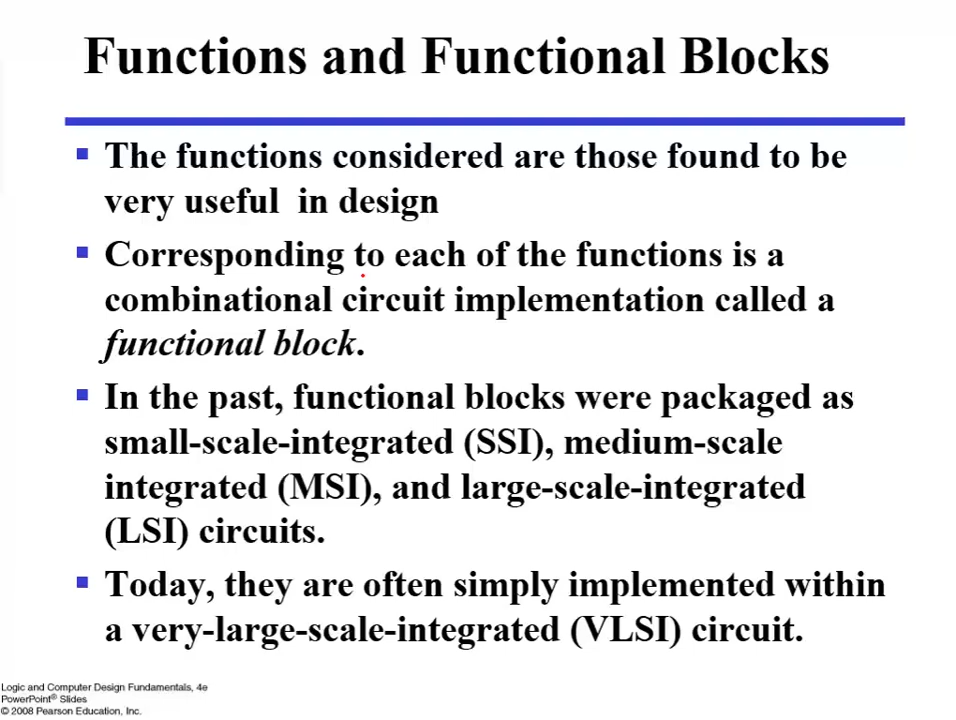 Functions and Functional Blocks
▪ The functions considered are those found to be
very useful in design
▪ Corresponding to each of the functions is a
combinational circuit implementation called a
functional block.
▪ In the past, functional blocks were packaged as
small-scale-integrated (SSI), medium-scale
integrated (MSI), and large-scale-integrated
(LSI) circuits.
▪ Today, they are often simply implemented within
a very-large-scale-integrated (VLSI) circuit.
Logic and Computer Design Fundamentals, 4e
PowerPoint® Slides
© 2008 Pearson Education, Inc.